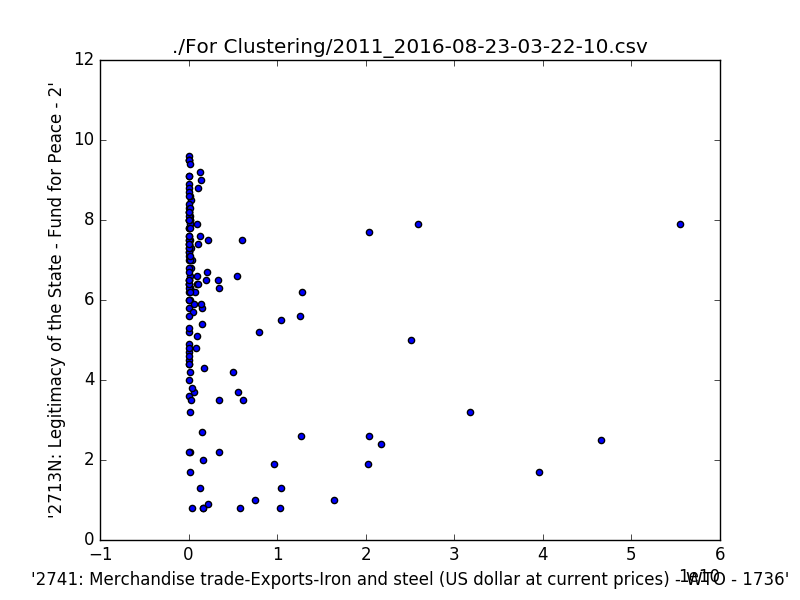 ./For Clustering/2011_2016-08-23-03-22-10.csv
12
10
8
6
4
2
0
'2713N: Legitimacy of the State - Fund for Peace - 2'
−1 0 1 2 3 4 5 6
1e10
'2741: Merchandise trade-Exports-Iron and steel (US dollar at current prices) - WTO - 1736'